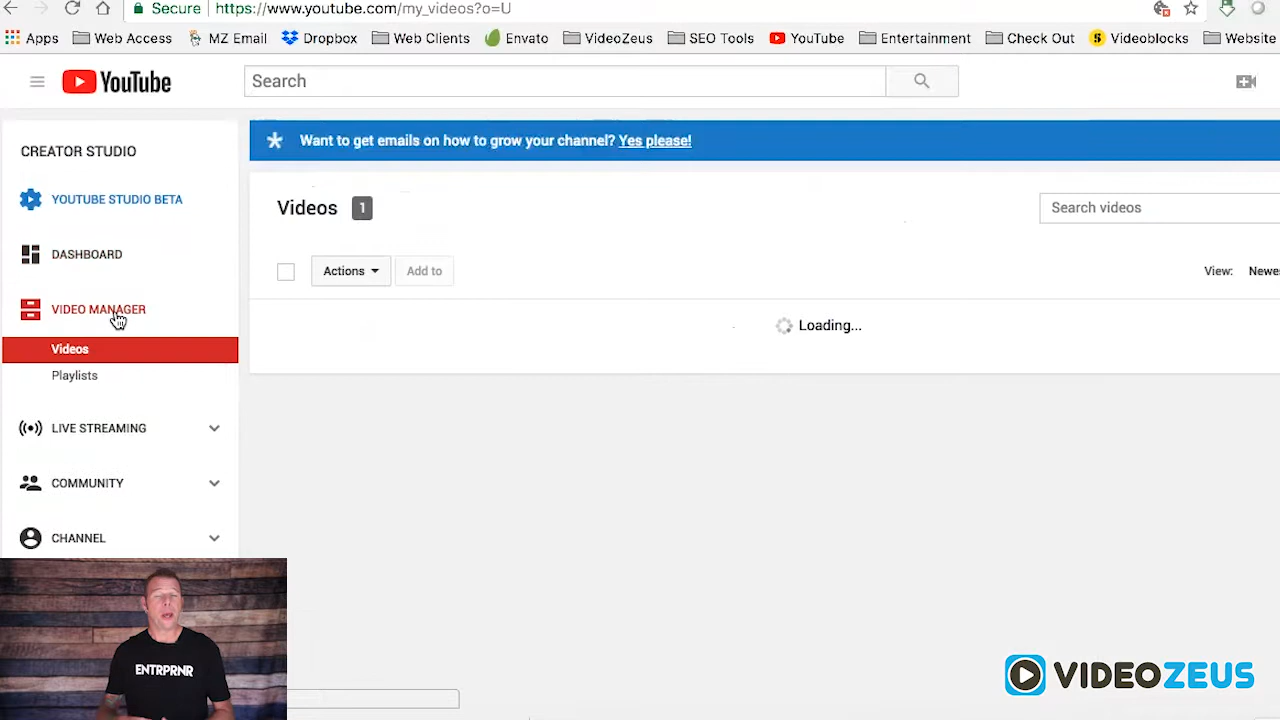 Secure https://www.youtube.com/my_videos?o=U
Apps Web Access MZ Email Dropbox Web Clients Envato VideoZeus SEO Tools YouTube Entertainment Check Out Videoblocks Website
YouTube
Search
CREATOR STUDIO
Want to get emails on how to grow your channel? Yes please!
YOUTUBE STUDIO BETA
Videos 1
Search videos
DASHBOARD
Actions
Add to
View:
Newes
VIDEO MANAGER
Loading...
Videos
Playlists
LIVE STREAMING
COMMUNITY
CHANNEL
ENTRPRNR
VIDEOZEUS